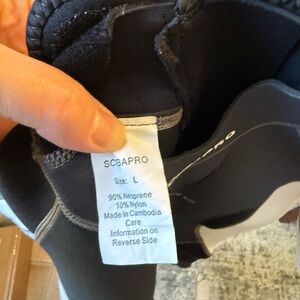 SCBAPRO
Size: L
90% Neoprene
10% Nylon
Made in Cambodia
Care
Information on
Reverse Side